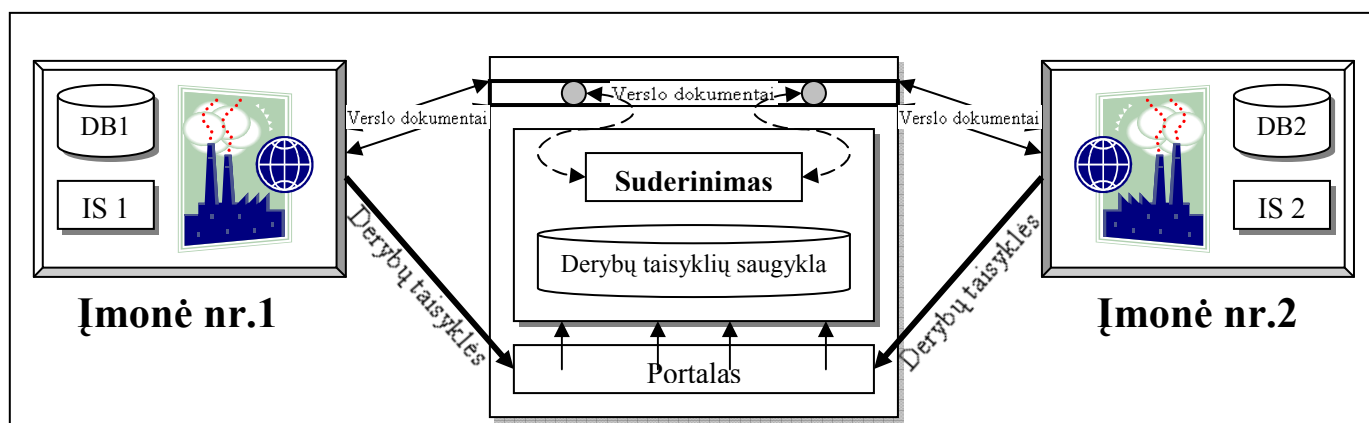 DB1
IS 1
Įmonė nr.1
Verslo dokumentai
Derybų taisyklės
Verslo dokumentai
Suderinimas
Derybų taisyklių saugykla
Portalas
Verslo dokumentai
Derybų taisyklės
DB2
IS 2
Įmonė nr.2